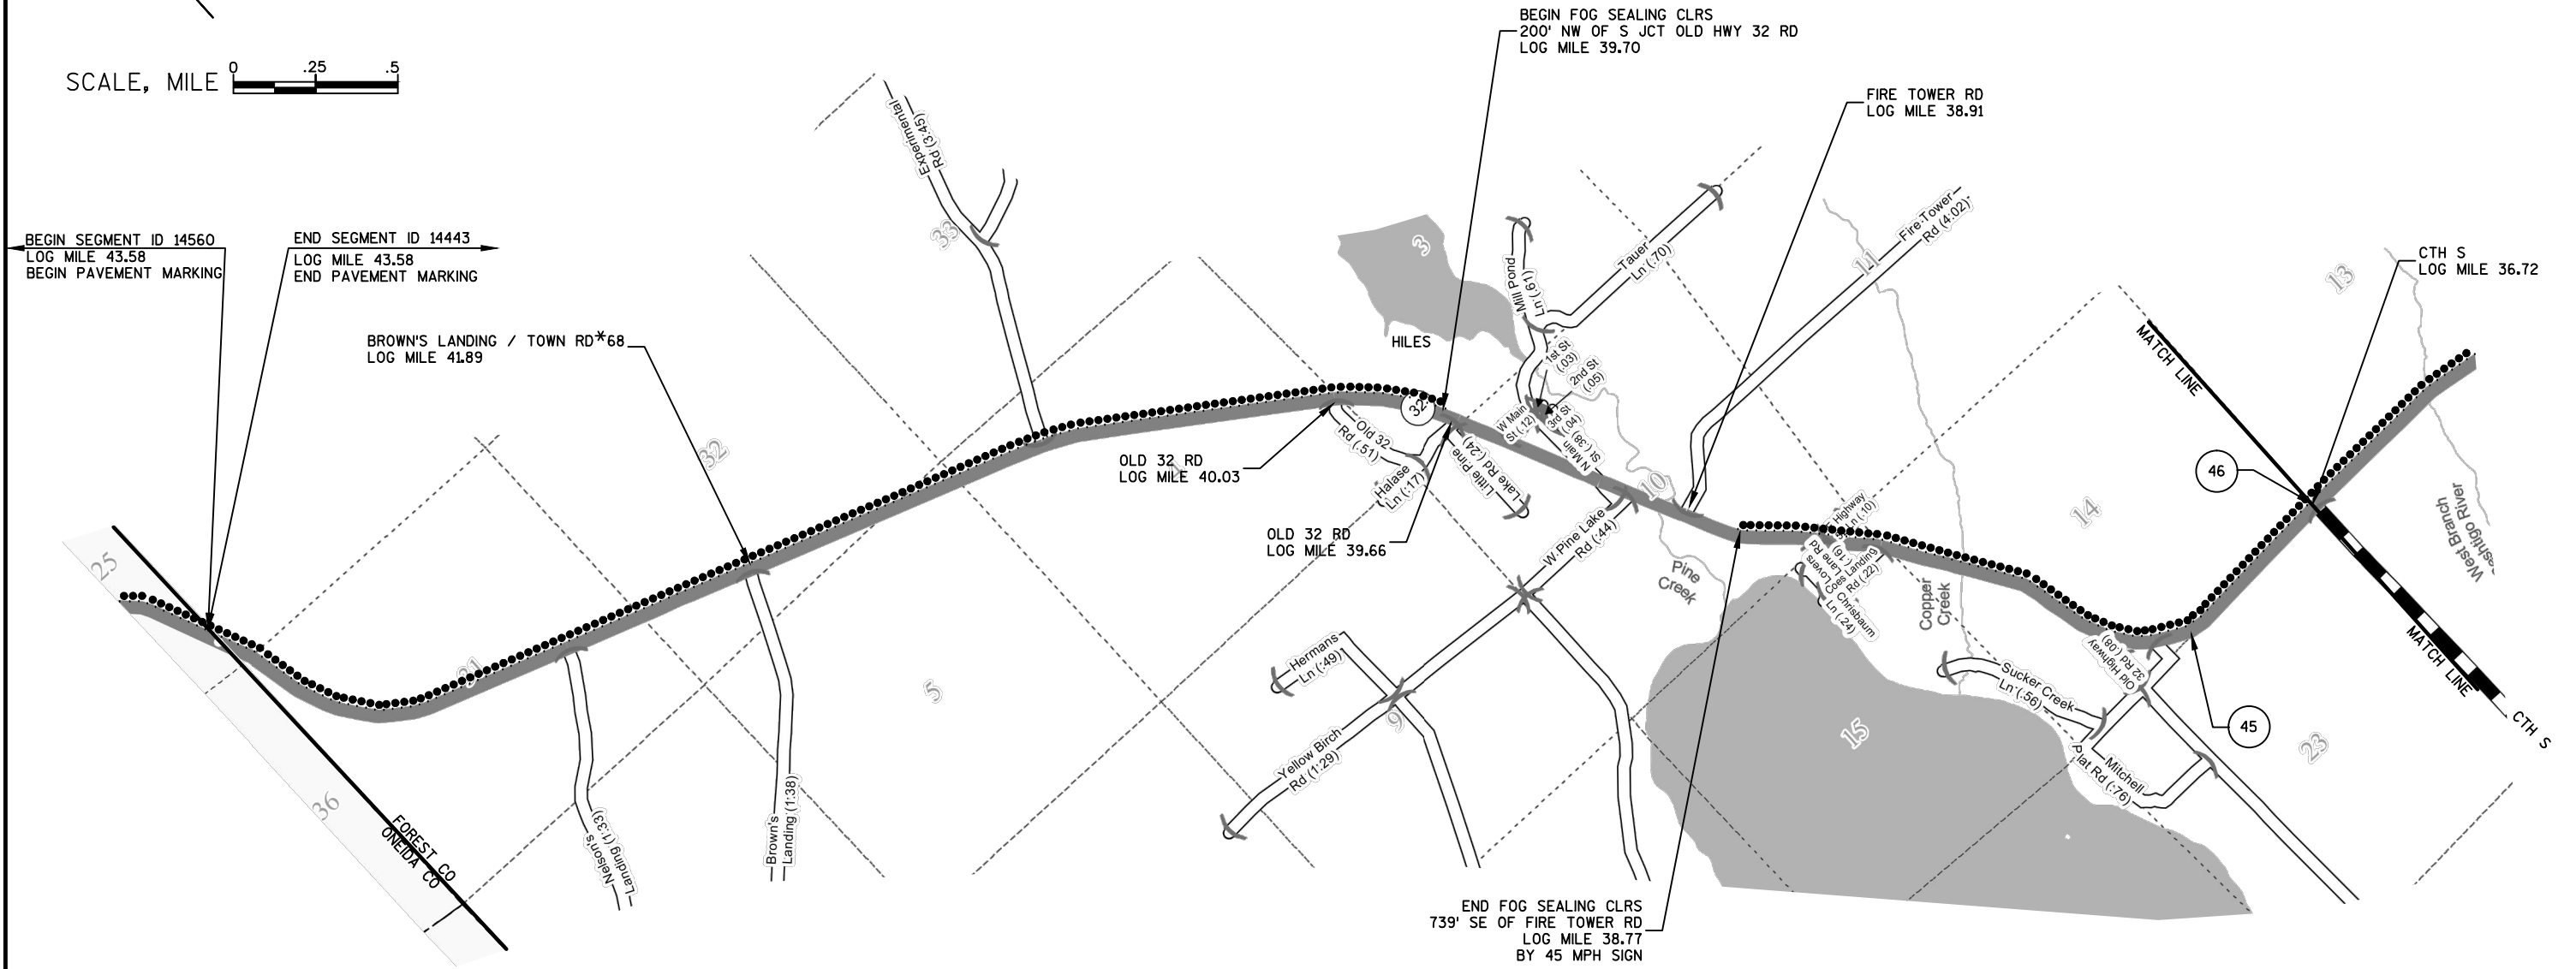 SCALE, MILE
0 .25 .5
BEGIN FOG SEALING CLRS
200' NW OF S JCT OLD HWY 32 RD
LOG MILE 39.70
FIRE TOWER RD
LOG MILE 38.91
BEGIN SEGMENT ID 14560
LOG MILE 43.58
BEGIN PAVEMENT MARKING
END SEGMENT ID 14443
LOG MILE 43.58
END PAVEMENT MARKING
BROWN'S LANDING / TOWN RD*68
LOG MILE 41.89
CTH S
LOG MILE 36.72
Experimental
Rd (3.45)
33
3
HILES
Mill Pond
Ln (.61)
Tauer
Ln (.70)
Fire Tower
Rd (4.02)
11
13
MATCH LINE
1st St
(.03)
2nd St
(.05)
3rd St
(.04)
W Main
St (.12)
N Main
St (.38)
32
32
Old 32
Rd (.51)
OLD 32 RD
LOG MILE 40.03
Halase
Ln (.17)
Little Pine
Lake Rd (.24)
OLD 32 RD
LOG MILE 39.66
10
W Pine Lake
Rd (.44)
Pine
Creek
Highway
Ln (.10)
Lovers
Lane Rd
(.16)
Coes Landing
Rd (.22)
Chrisbaum
Ln (.24)
Copper
Creek
14
46
West Branch
25
31
36
FOREST CO
ONEIDA CO
Nelson's
Landing (1.33)
Brown's
Landing (1.38)
5
Hermans
Ln (.49)
9
Yellow Birch
Rd (1.29)
15
Sucker Creek
Ln (.56)
Old Highway
32 Rd (.08)
Mitchell
Plat Rd (.76)
45
23
MATCH LINE
CTH S
END FOG SEALING CLRS
739' SE OF FIRE TOWER RD
LOG MILE 38.77
BY 45 MPH SIGN